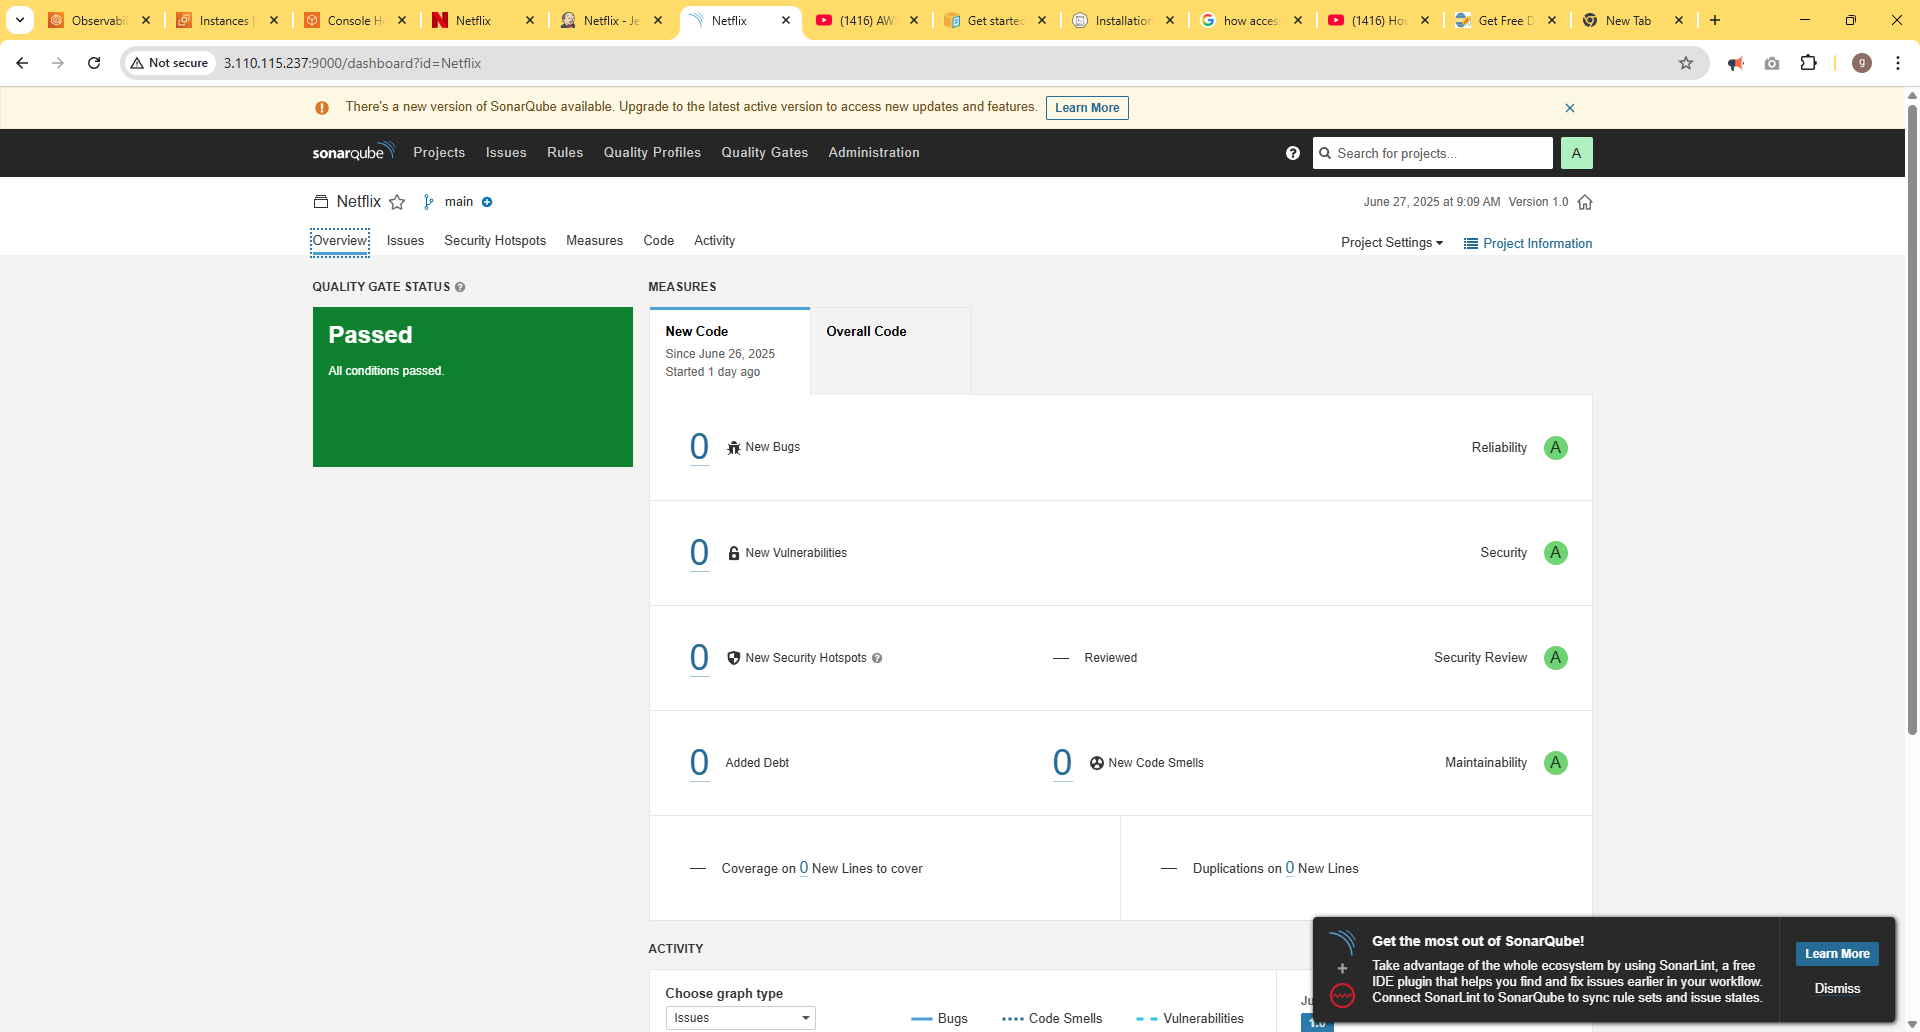 Observabil
Instances |
Console H
Netflix
Netflix - Je
Netflix
(1416) AW
Get started
Installation
how acces
(1416) Ho
Get Free D
New Tab
Not secure
3.110.115.237:9000/dashboard?id=Netflix
g
There's a new version of SonarQube available. Upgrade to the latest active version to access new updates and features.
Learn More
sonarqube
Projects
Issues
Rules
Quality Profiles
Quality Gates
Administration
Search for projects...
A
Netflix
main
June 27, 2025 at 9:09 AM Version 1.0
Overview
Issues
Security Hotspots
Measures
Code
Activity
Project Settings
Project Information
QUALITY GATE STATUS
Passed
All conditions passed.
MEASURES
New Code
Since June 26, 2025
Started 1 day ago
Overall Code
0 New Bugs
Reliability A
0 New Vulnerabilities
Security A
0 New Security Hotspots
— Reviewed
Security Review A
0 Added Debt
0 New Code Smells
Maintainability A
— Coverage on 0 New Lines to cover
— Duplications on 0 New Lines
ACTIVITY
Choose graph type
Issues
Bugs
Code Smells
Vulnerabilities
Ju
1.0
Get the most out of SonarQube!
Take advantage of the whole ecosystem by using SonarLint, a free
IDE plugin that helps you find and fix issues earlier in your workflow.
Connect SonarLint to SonarQube to sync rule sets and issue states.
Learn More
Dismiss